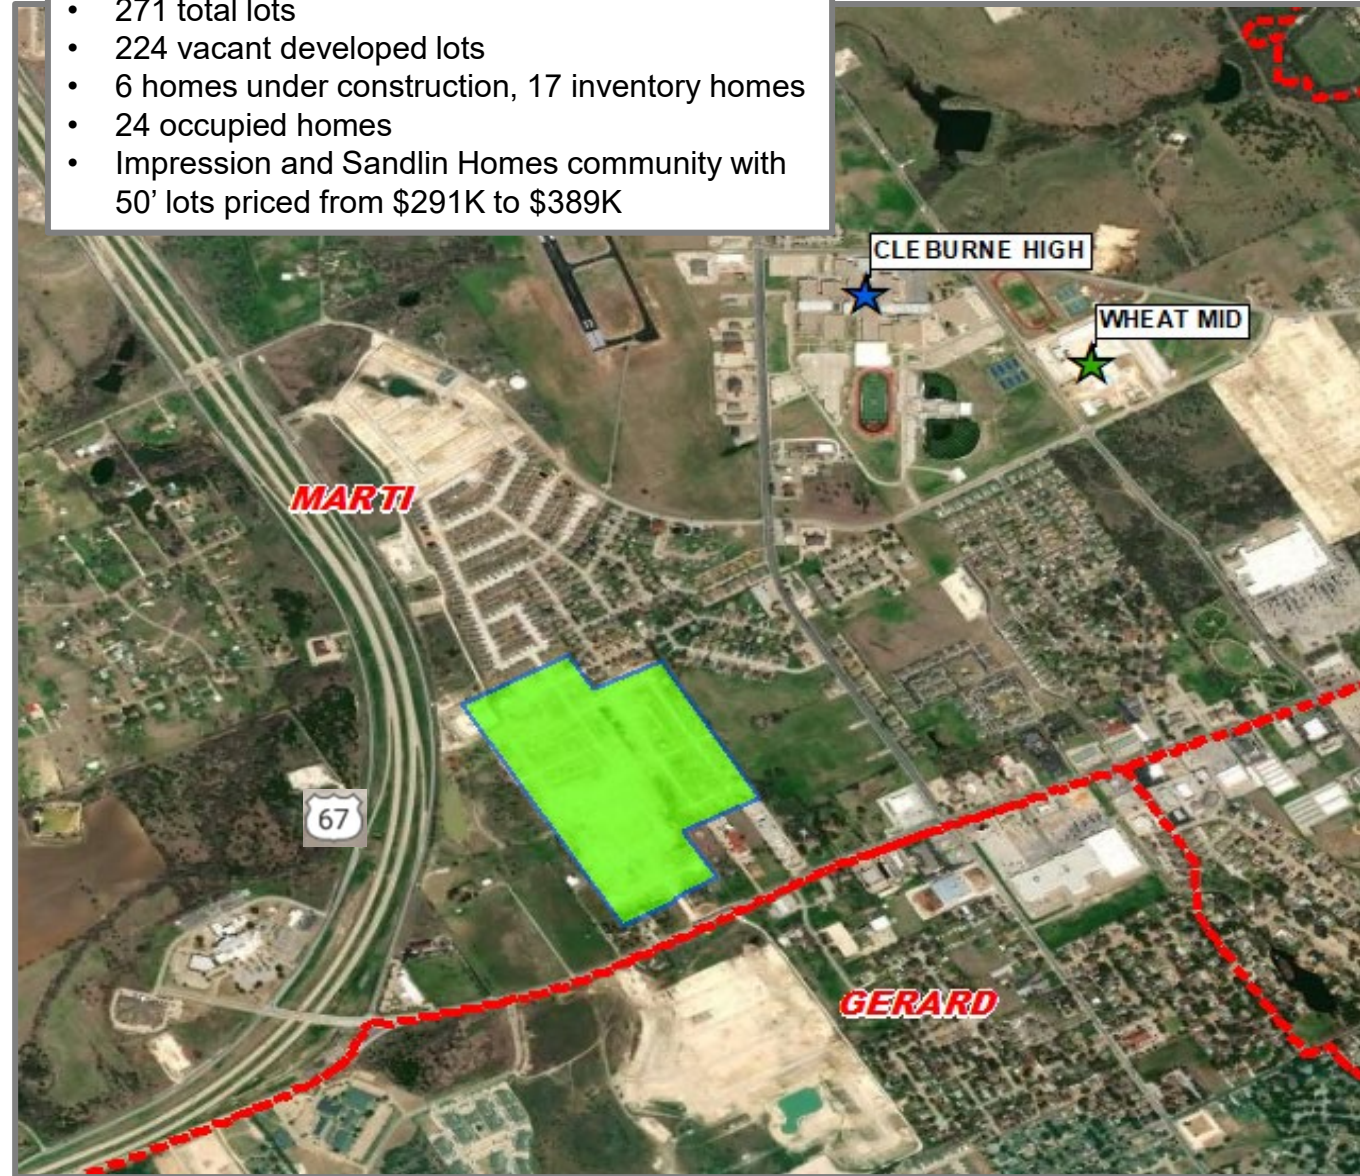 • 271 total lots
• 224 vacant developed lots
• 6 homes under construction, 17 inventory homes
• 24 occupied homes
• Impression and Sandlin Homes community with
50’ lots priced from $291K to $389K
CLEBURNE HIGH
WHEAT MID
MARTI
67
GERARD